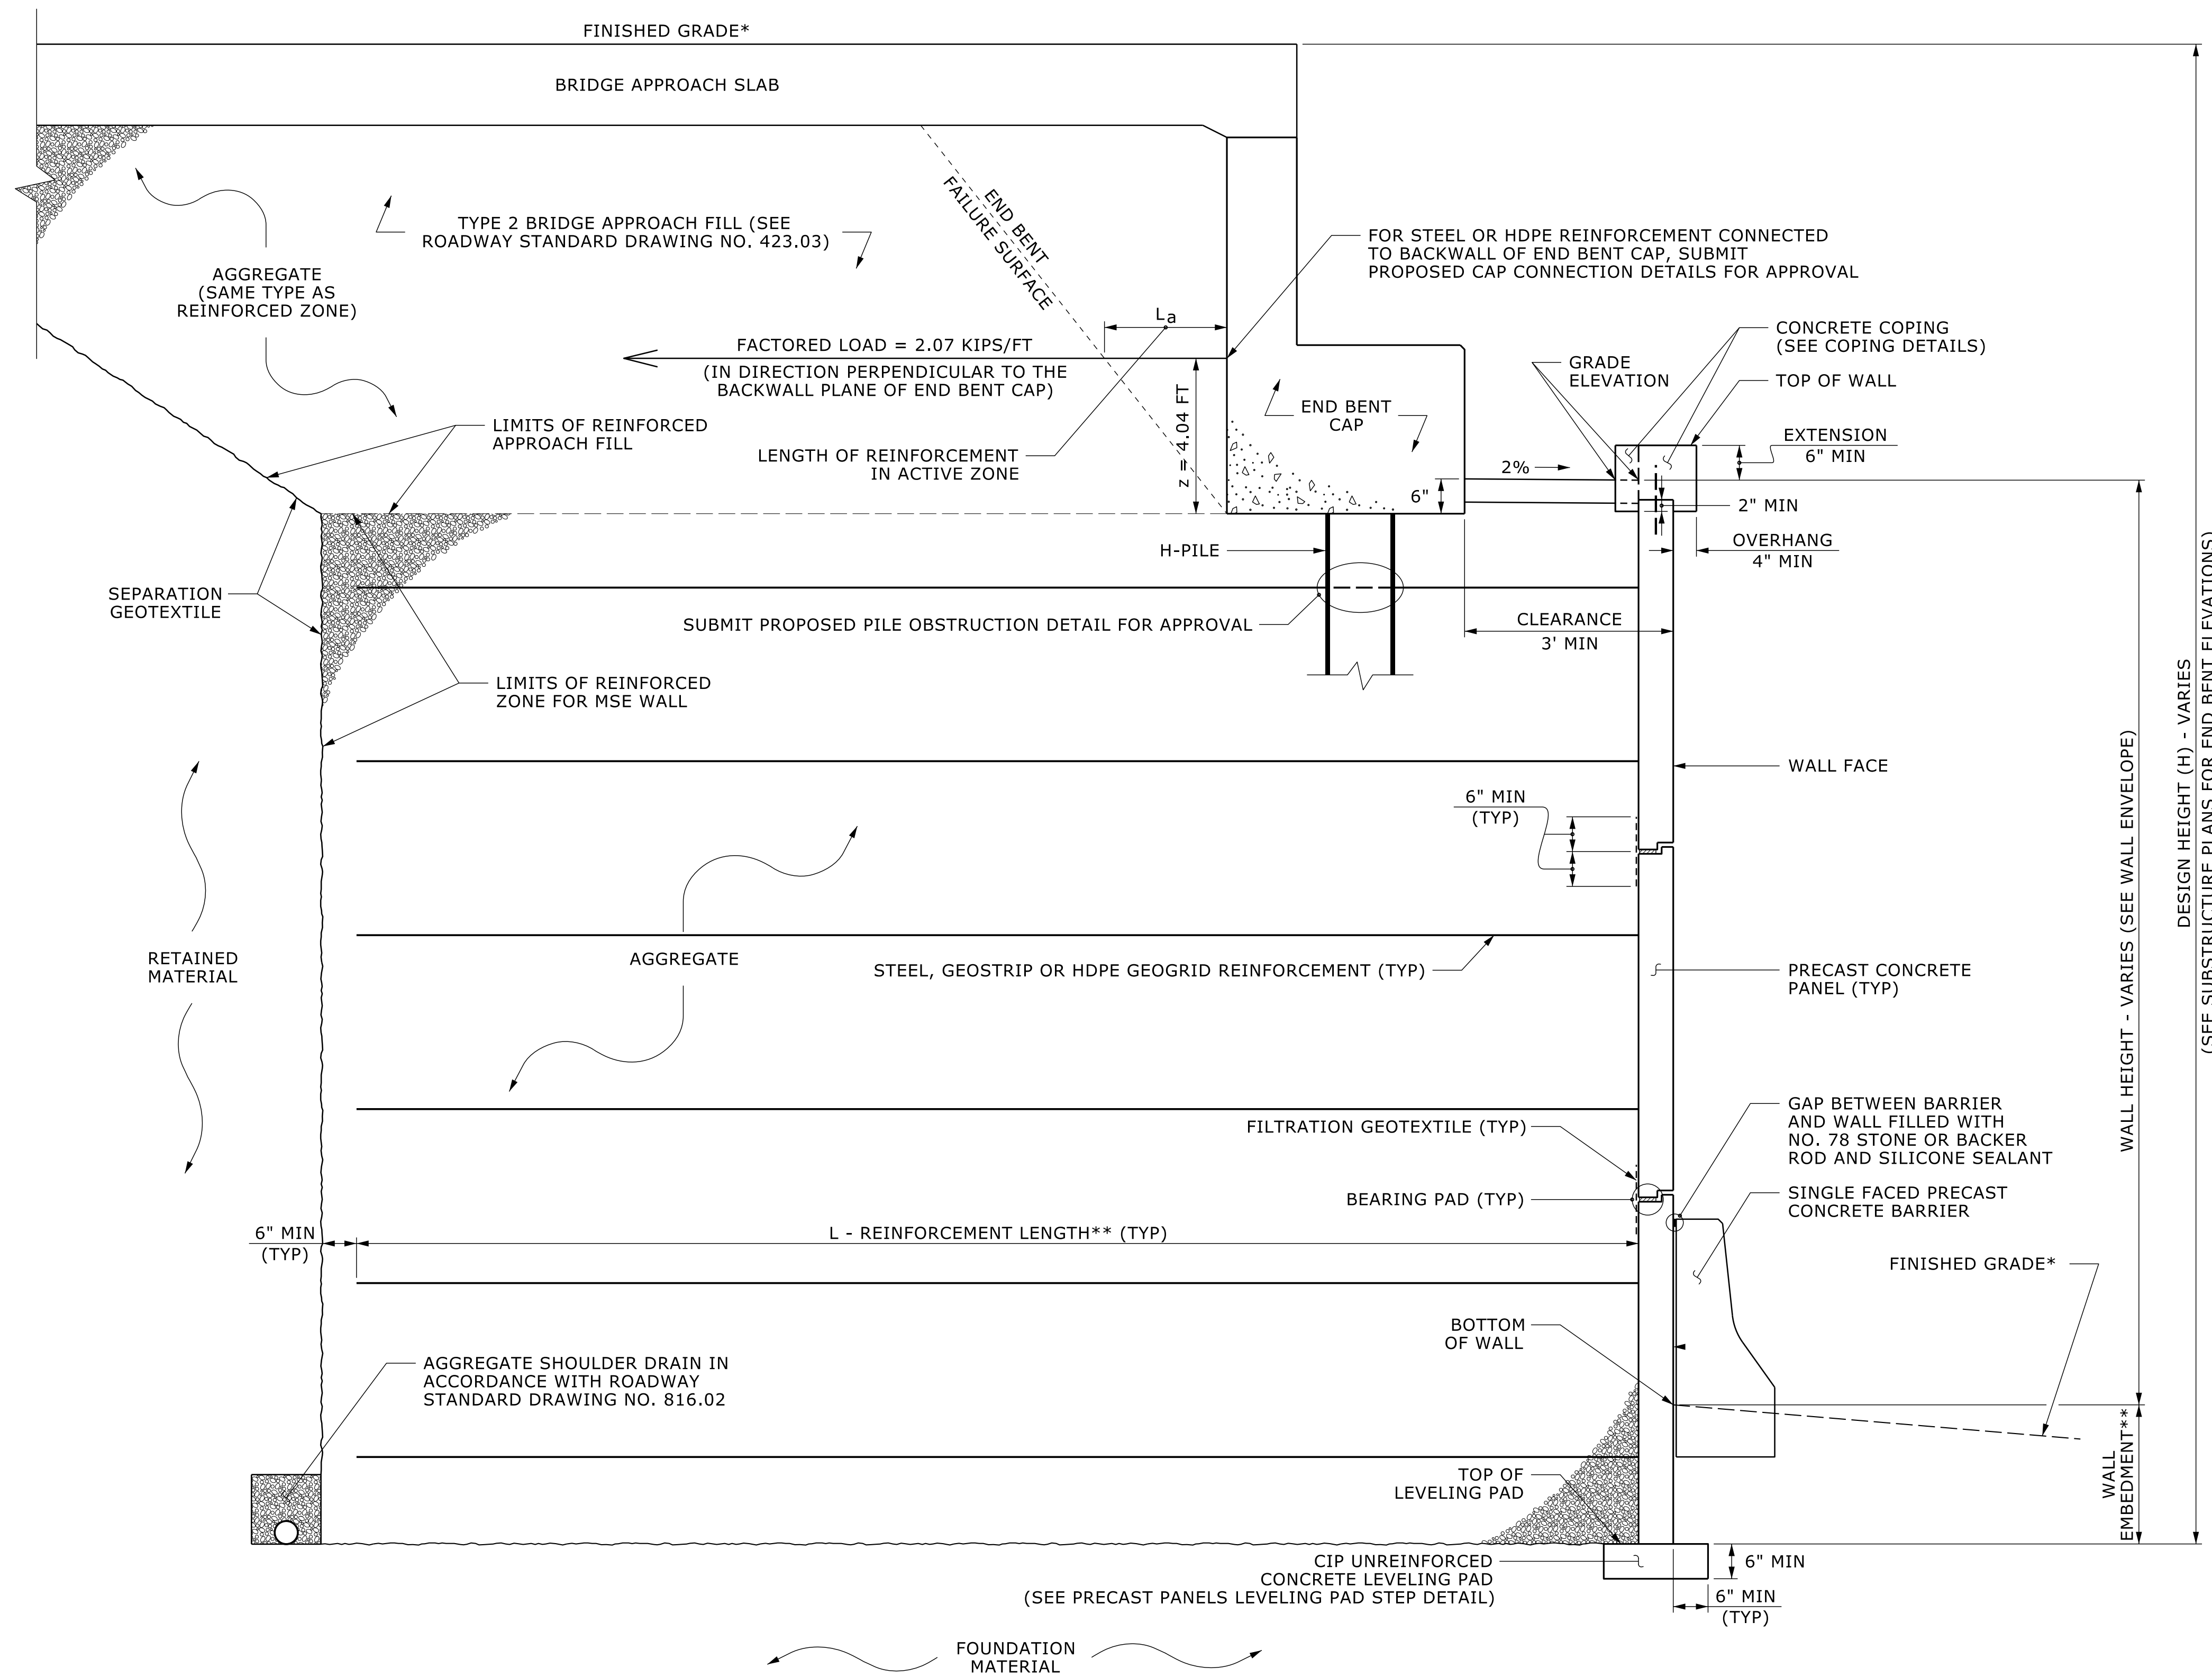 FINISHED GRADE*
BRIDGE APPROACH SLAB
TYPE 2 BRIDGE APPROACH FILL (SEE
ROADWAY STANDARD DRAWING NO. 423.03)
END BENT
FAILURE SURFACE
AGGREGATE
(SAME TYPE AS
REINFORCED ZONE)
FOR STEEL OR HDPE REINFORCEMENT CONNECTED
TO BACKWALL OF END BENT CAP, SUBMIT
PROPOSED CAP CONNECTION DETAILS FOR APPROVAL
La
FACTORED LOAD = 2.07 KIPS/FT
(IN DIRECTION PERPENDICULAR TO THE
BACKWALL PLANE OF END BENT CAP)
z = 4.04 FT
CONCRETE COPING
(SEE COPING DETAILS)
GRADE
ELEVATION
TOP OF WALL
END BENT
CAP
LIMITS OF REINFORCED
APPROACH FILL
LENGTH OF REINFORCEMENT
IN ACTIVE ZONE
EXTENSION
6" MIN
2%
6"
2" MIN
OVERHANG
4" MIN
H-PILE
SEPARATION
GEOTEXTILE
SUBMIT PROPOSED PILE OBSTRUCTION DETAIL FOR APPROVAL
CLEARANCE
3' MIN
LIMITS OF REINFORCED
ZONE FOR MSE WALL
WALL FACE
6" MIN
(TYP)
RETAINED
MATERIAL
AGGREGATE
STEEL, GEOSTRIP OR HDPE GEOGRID REINFORCEMENT (TYP)
PRECAST CONCRETE
PANEL (TYP)
WALL HEIGHT - VARIES (SEE WALL ENVELOPE)
DESIGN HEIGHT (H) - VARIES
(SEE SUBSTRUCTURE PLANS FOR END BENT ELEVATIONS)
FILTRATION GEOTEXTILE (TYP)
GAP BETWEEN BARRIER
AND WALL FILLED WITH
NO. 78 STONE OR BACKER
ROD AND SILICONE SEALANT
BEARING PAD (TYP)
SINGLE FACED PRECAST
CONCRETE BARRIER
6" MIN
(TYP)
L - REINFORCEMENT LENGTH** (TYP)
FINISHED GRADE*
BOTTOM
OF WALL
AGGREGATE SHOULDER DRAIN IN
ACCORDANCE WITH ROADWAY
STANDARD DRAWING NO. 816.02
WALL
EMBEDMENT**
TOP OF
LEVELING PAD
CIP UNREINFORCED
CONCRETE LEVELING PAD
(SEE PRECAST PANELS LEVELING PAD STEP DETAIL)
6" MIN
6" MIN
(TYP)
FOUNDATION
MATERIAL